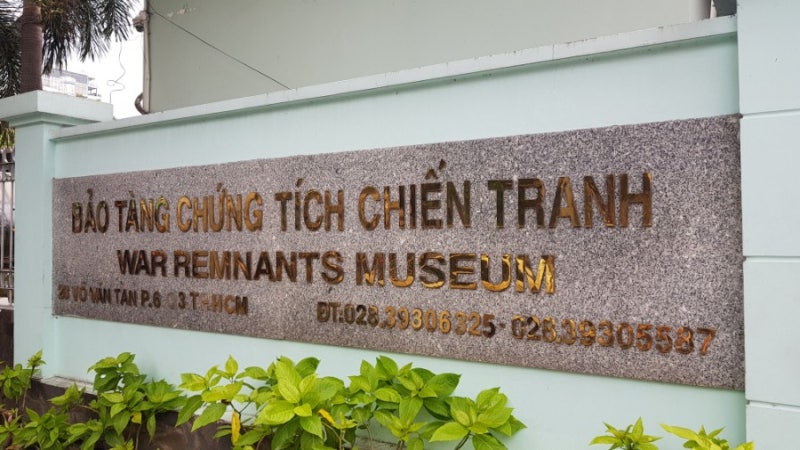 BẢO TÀNG CHỨNG TÍCH CHIẾN TRANH
WAR REMNANTS MUSEUM
28 VÕ VĂN TẦN P.6 Q3 TP.HCM ĐT.028.39306325 - 028.39305587